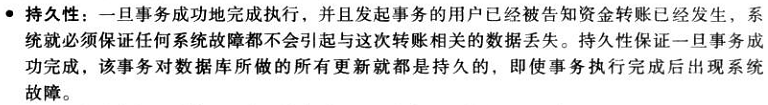 ● 持久性：一旦事务成功地完成执行，并且发起事务的用户已经被告知资金转账已经发生，系
统就必须保证任何系统故障都不会引起与这次转账相关的数据丢失。持久性保证一旦事务成
功完成，该事务对数据库所做的所有更新就都是持久的，即使事务执行完成后出现系统
故障。